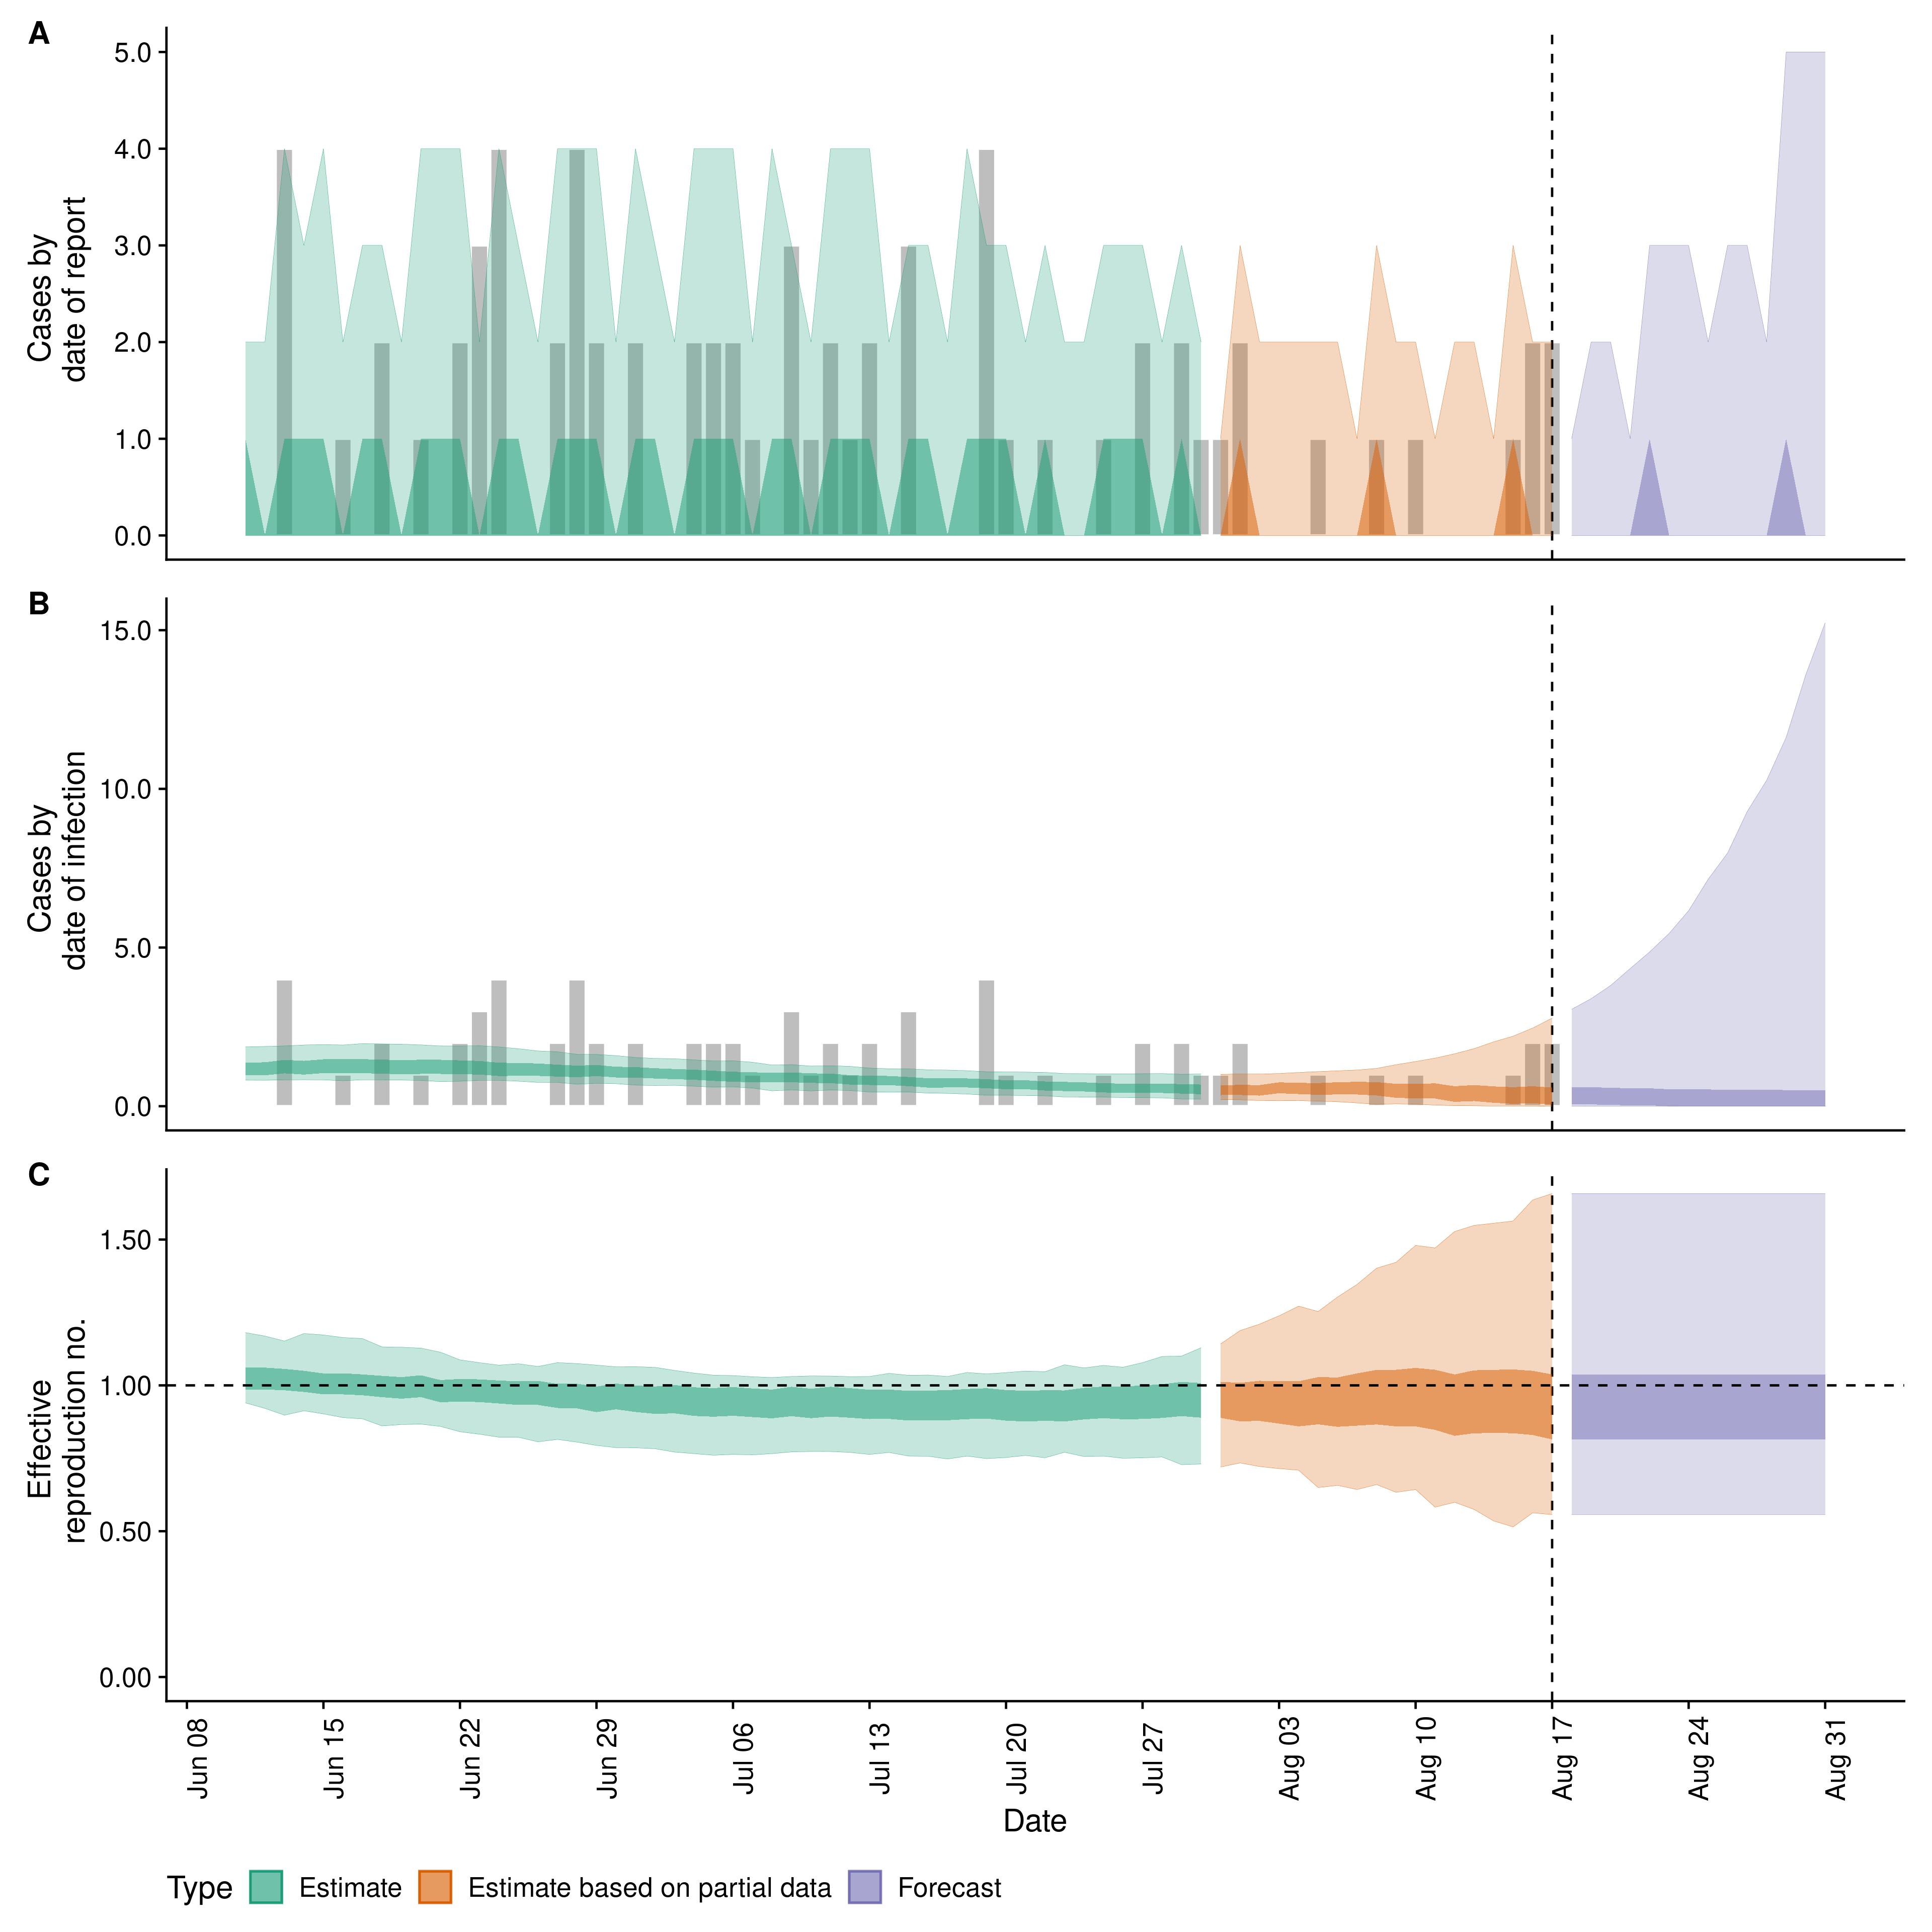 A
Cases by
date of report
5.0
4.0
3.0
2.0
1.0
0.0
B
Cases by
date of infection
15.0
10.0
5.0
0.0
C
Effective
reproduction no.
1.50
1.00
0.50
0.00
Jun 08
Jun 15
Jun 22
Jun 29
Jul 06
Jul 13
Jul 20
Jul 27
Aug 03
Aug 10
Aug 17
Aug 24
Aug 31
Date
Type Estimate Estimate based on partial data Forecast